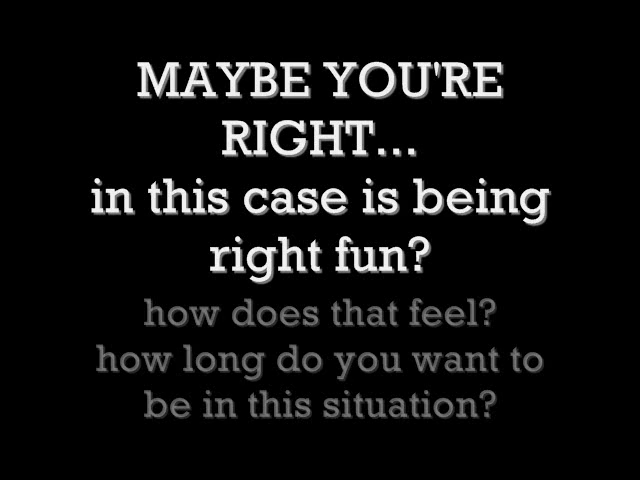 MAYBE YOU'RE
RIGHT...
in this case is being
right fun?
how does that feel?
how long do you want to
be in this situation?